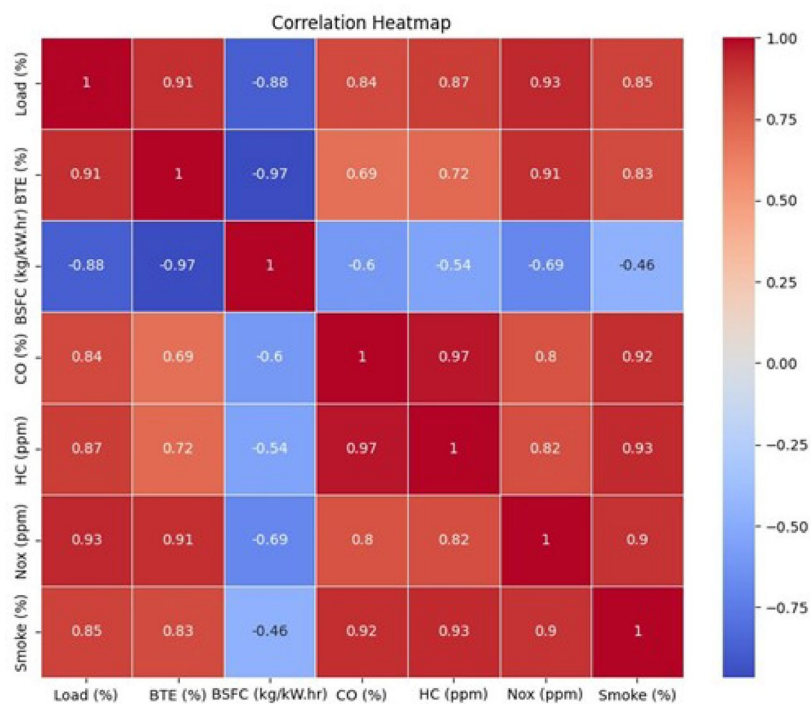 Correlation Heatmap
Load (%) 1 0.91 -0.88 0.84 0.87 0.93 0.85
BTE (%) 0.91 1 -0.97 0.69 0.72 0.91 0.83
BSFC (kg/kW.hr) -0.88 -0.97 1 -0.6 -0.54 -0.69 -0.46
CO (%) 0.84 0.69 -0.6 1 0.97 0.8 0.92
HC (ppm) 0.87 0.72 -0.54 0.97 1 0.82 0.93
Nox (ppm) 0.93 0.91 -0.69 0.8 0.82 1 0.9
Smoke (%) 0.85 0.83 -0.46 0.92 0.93 0.9 1
Load (%) BTE (%) BSFC (kg/kW.hr) CO (%) HC (ppm) Nox (ppm) Smoke (%)
1.00
0.75
0.50
0.25
0.00
-0.25
-0.50
-0.75